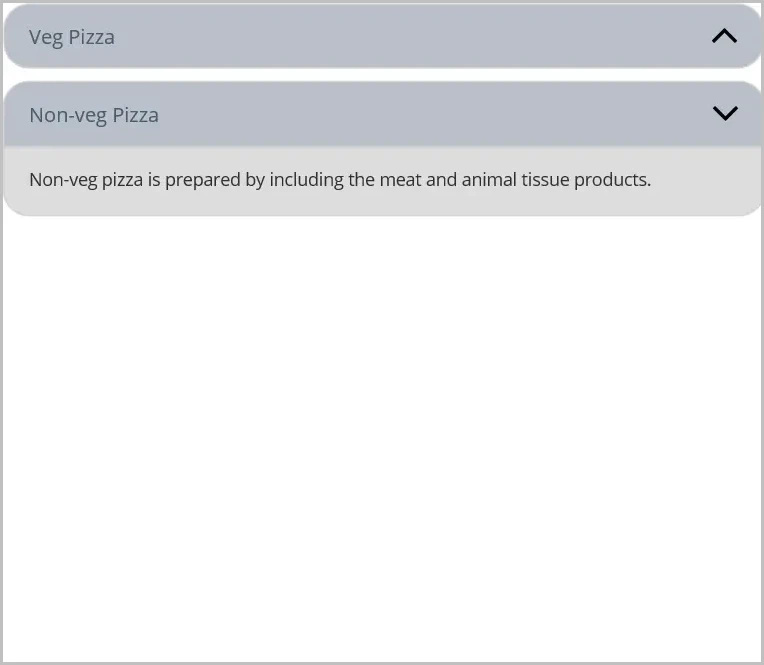 Veg Pizza
Non-veg Pizza
Non-veg pizza is prepared by including the meat and animal tissue products.